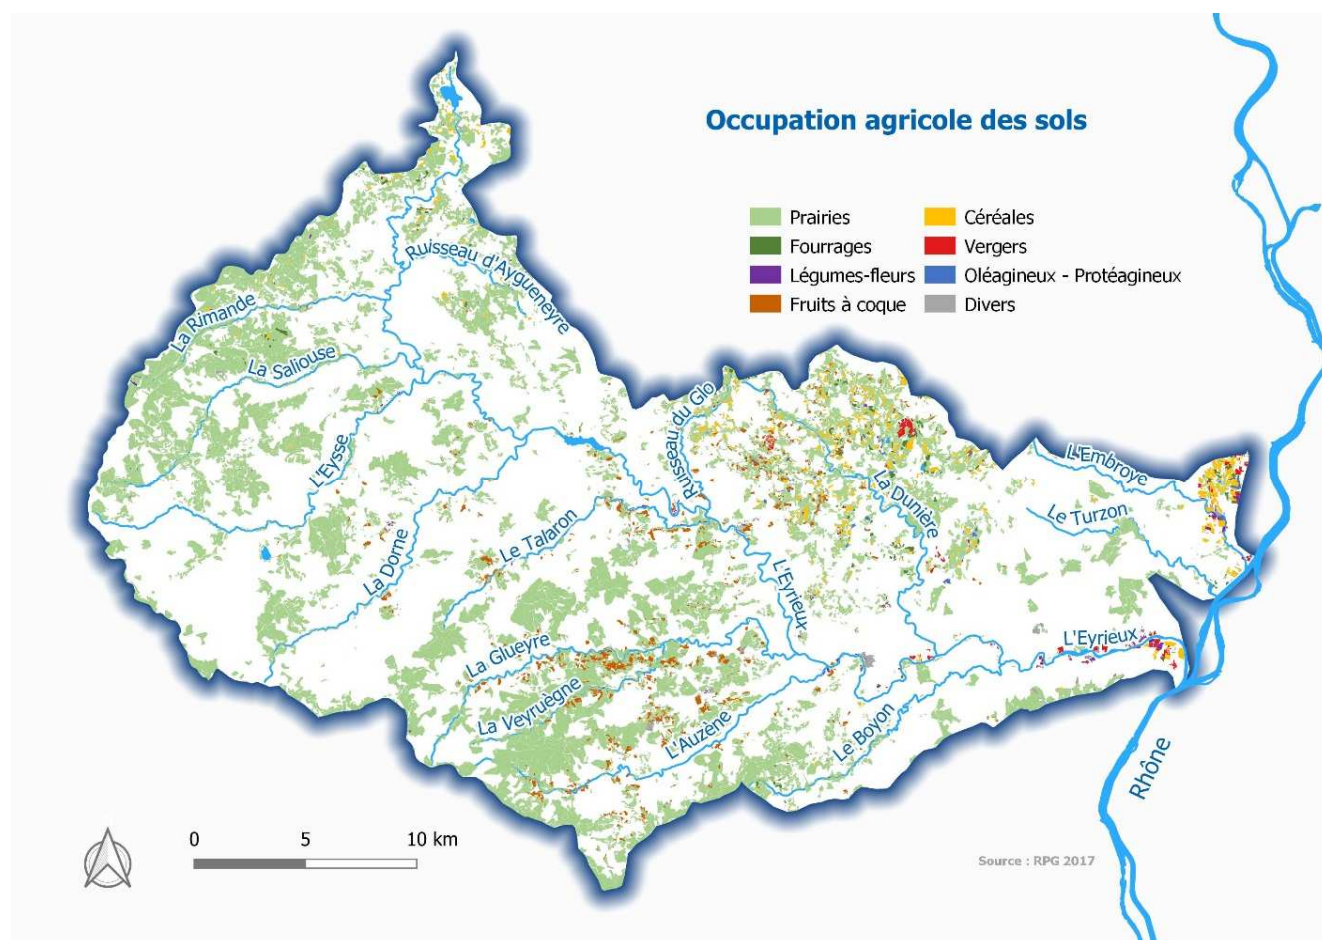 Occupation agricole des sols
Prairies
Fourrages
Légumes-fleurs
Fruits à coque
Céréales
Vergers
Oléagineux - Protéagineux
Divers
Ruisseau d'Aygueneyre
La Rimande
La Saliouse
L'Eysse
Ruisseau du Glo
La Dunière
L'Embroye
Le Turzon
La Dorne
Le Talaron
L'Eyrieux
L'Eyrieux
La Glueyre
La Veyruègne
L'Auzène
Le Boyon
Rhône
0 5 10 km
Source : RPG 2017